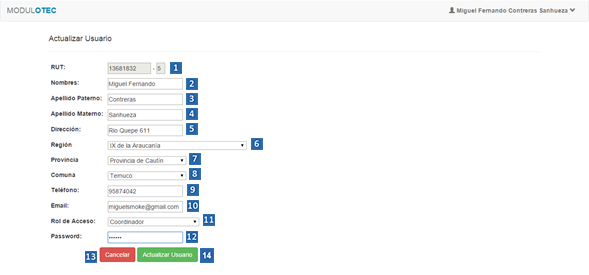 MODULOTEC
Miguel Fernando Contreras Sanhueza
Actualizar Usuario
RUT: 13681832 - 5 1
Nombres: Miguel Fernando 2
Apellido Paterno: Contreras 3
Apellido Materno: Sanhueza 4
Dirección: Rio Quepe 611 5
Región IX de la Araucanía 6
Provincia Provincia de Cautín 7
Comuna Temuco 8
Teléfono: 95874042 9
Email: miguelsmoke@gmail.com 10
Rol de Acceso: Coordinador 11
Password: •••••• 12
13 Cancelar Actualizar Usuario 14